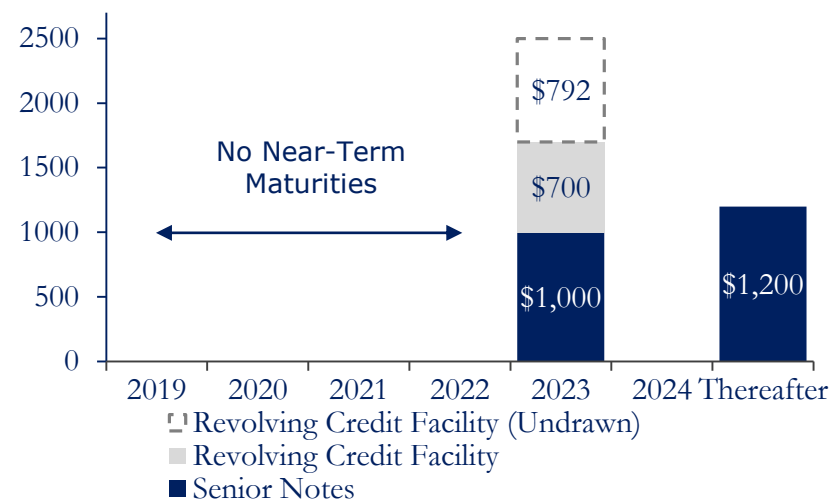 2500
2000
1500
1000
500
0
$792
No Near-Term
Maturities
$700
$1,000
$1,200
2019 2020 2021 2022 2023 2024 Thereafter
Revolving Credit Facility (Undrawn)
Revolving Credit Facility
Senior Notes